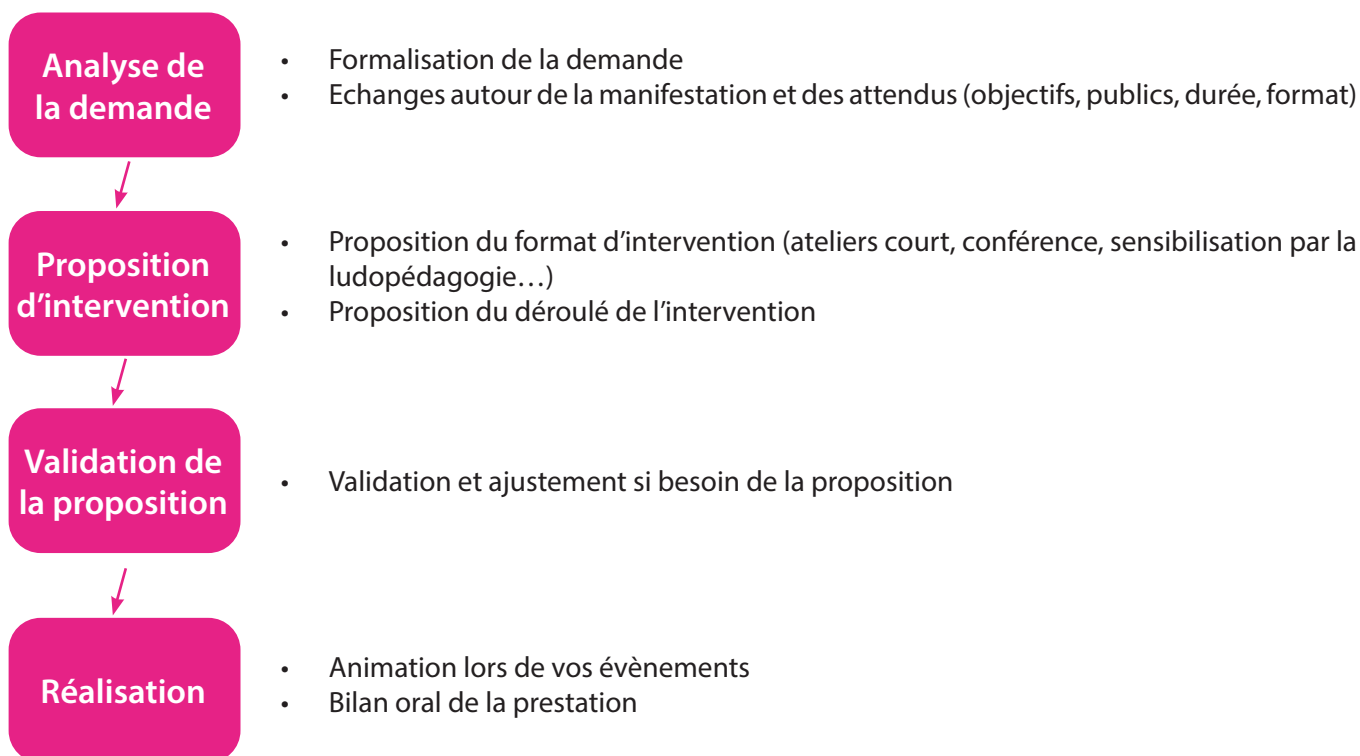 Analyse de
la demande
• Formalisation de la demande
• Echanges autour de la manifestation et des attendus (objectifs, publics, durée, format)
Proposition
d’intervention
• Proposition du format d’intervention (ateliers court, conférence, sensibilisation par la
ludopédagogie…)
• Proposition du déroulé de l’intervention
Validation de
la proposition
• Validation et ajustement si besoin de la proposition
Réalisation
• Animation lors de vos évènements
• Bilan oral de la prestation